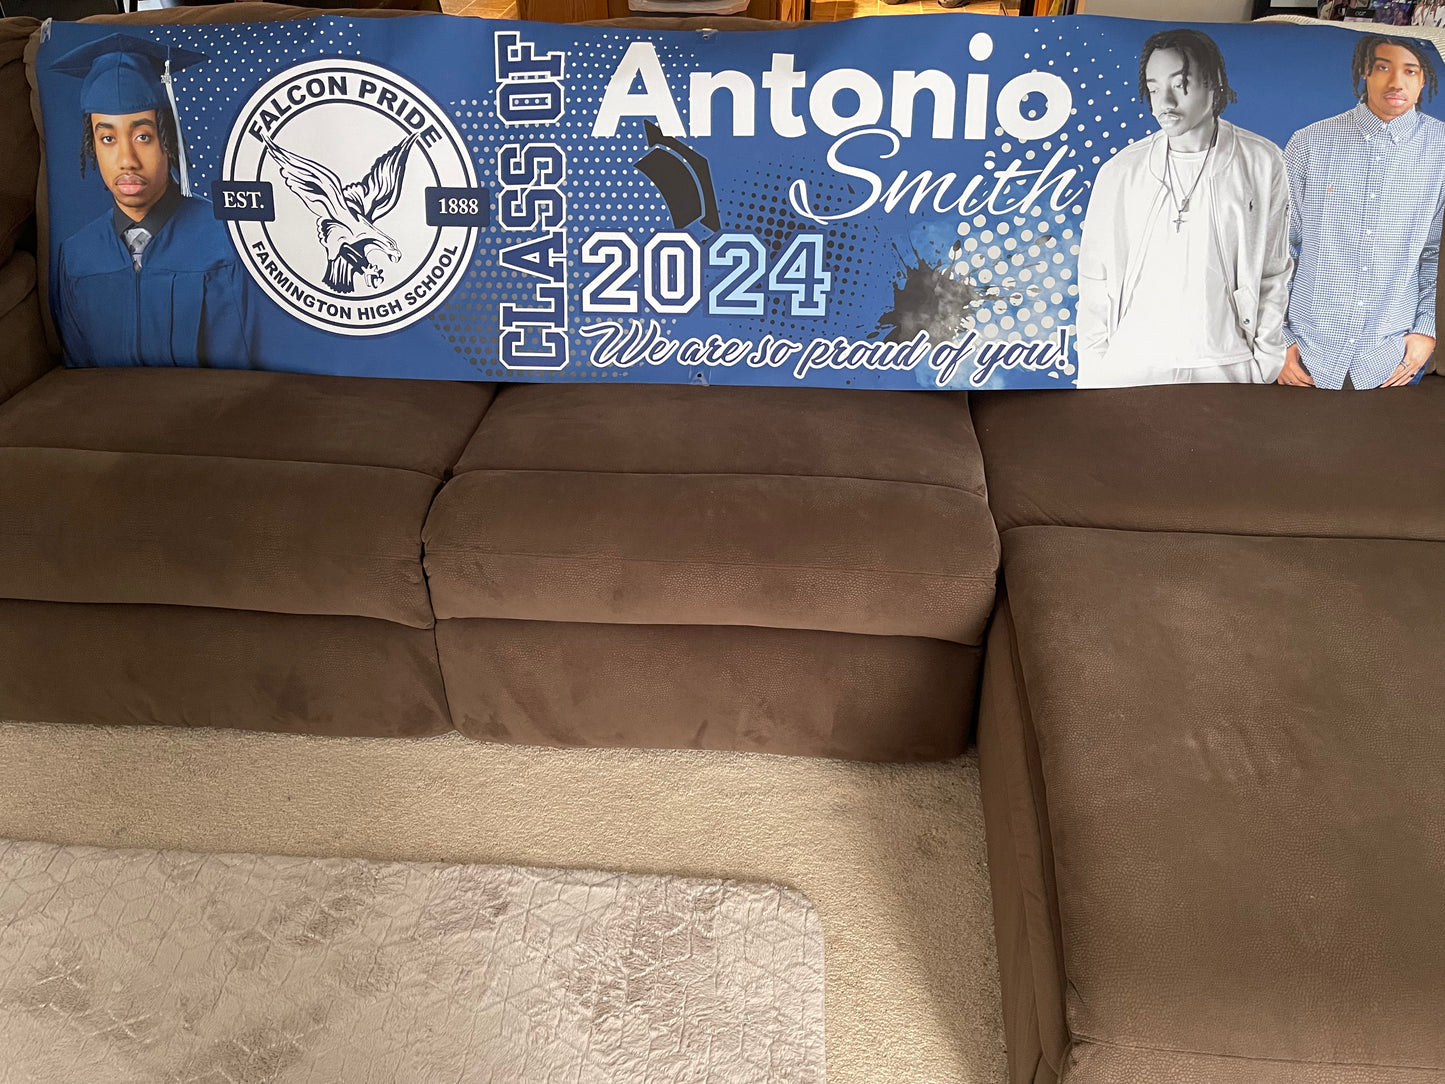 FALCON PRIDE
EST. 1888
FARMINGTON HIGH SCHOOL
CLASS OF
Antonio
Smith
2024
We are so proud of you!